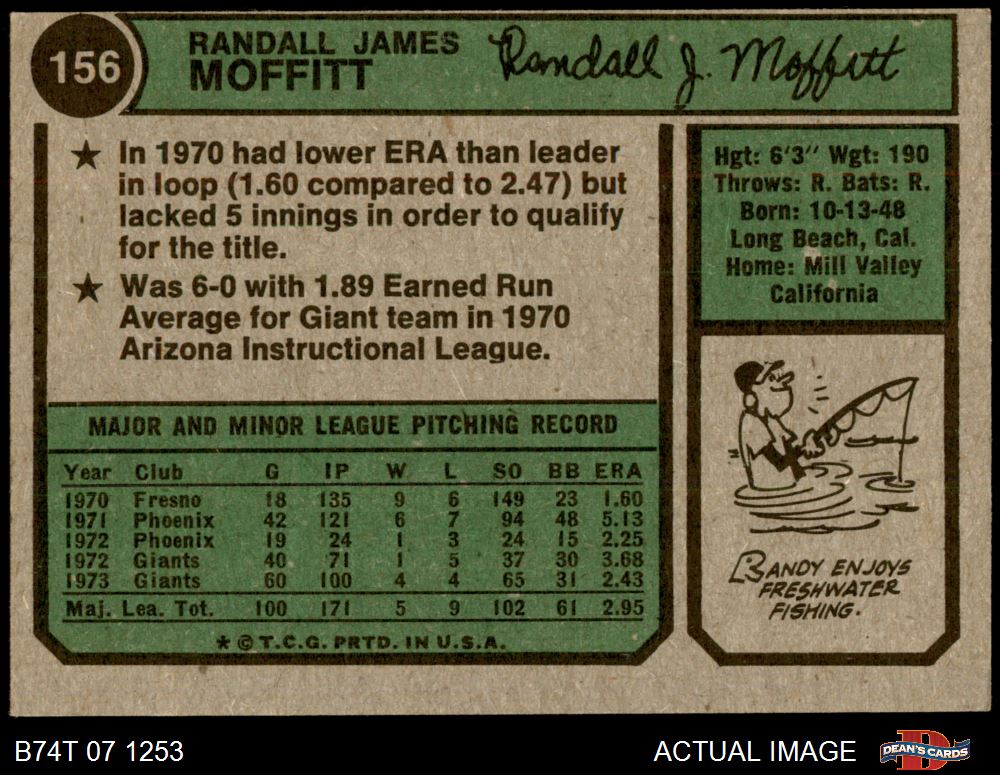 156
RANDALL JAMES
MOFFITT
Randall J. Moffitt
★ In 1970 had lower ERA than leader
in loop (1.60 compared to 2.47) but
lacked 5 innings in order to qualify
for the title.
★ Was 6-0 with 1.89 Earned Run
Average for Giant team in 1970
Arizona Instructional League.
Hgt: 6'3" Wgt: 190
Throws: R. Bats: R.
Born: 10-13-48
Long Beach, Cal.
Home: Mill Valley
California
MAJOR AND MINOR LEAGUE PITCHING RECORD
Year Club G IP W L SO BB ERA
1970 Fresno 18 135 9 6 149 23 1.60
1971 Phoenix 42 121 6 7 94 48 5.13
1972 Phoenix 19 24 1 3 24 15 2.25
1972 Giants 40 71 1 5 37 30 3.68
1973 Giants 60 100 4 4 65 31 2.43
Maj. Lea. Tot. 100 171 5 9 102 61 2.95
★ © T.C.G. PRTD. IN U.S.A.
RANDY ENJOYS
FRESHWATER
FISHING.
B74T 07 1253
ACTUAL IMAGE
DEAN'S CARDS